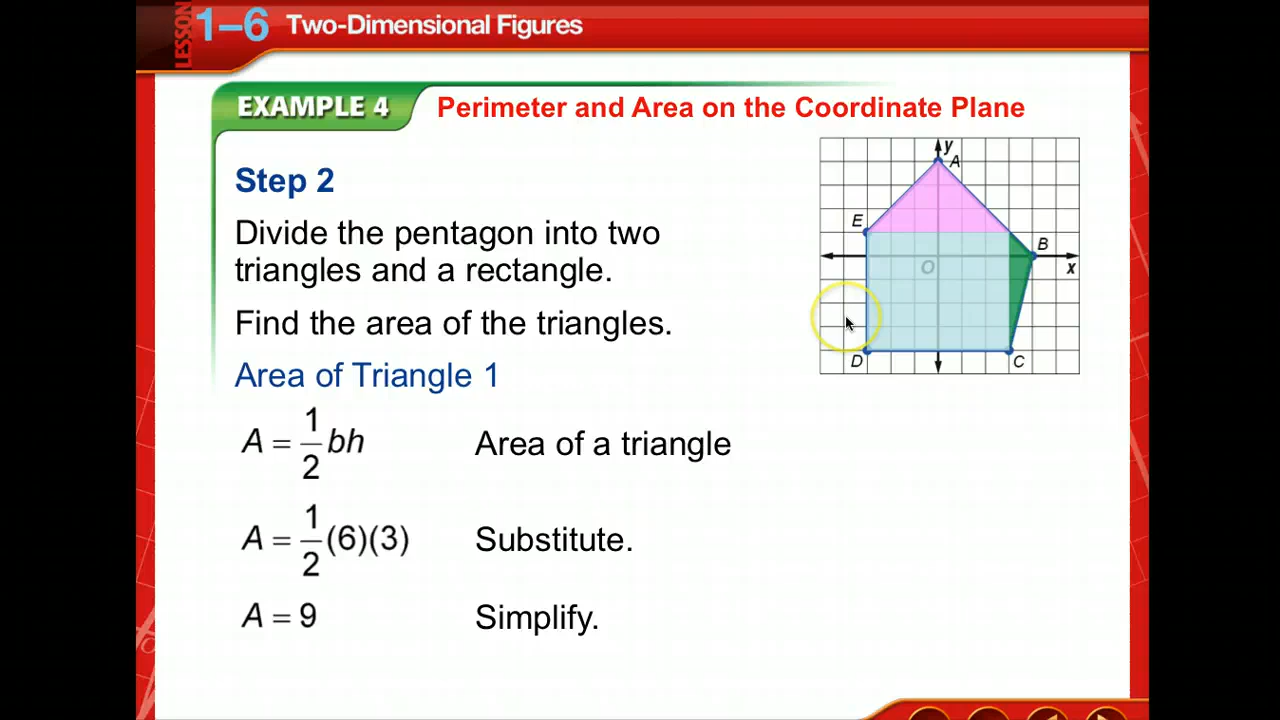 LESSON 1–6 Two-Dimensional Figures
EXAMPLE 4 Perimeter and Area on the Coordinate Plane
Step 2
Divide the pentagon into two
triangles and a rectangle.
Find the area of the triangles.
Area of Triangle 1
A = 1/2 bh Area of a triangle
A = 1/2 (6)(3) Substitute.
A = 9 Simplify.
y
A
E
B
O
x
D
C